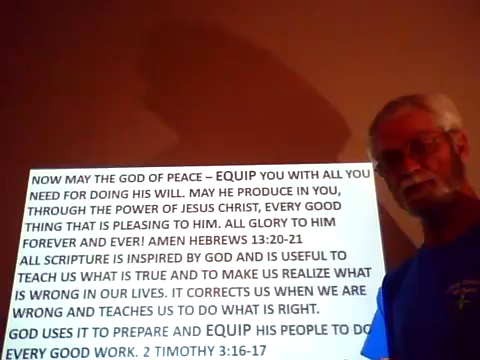 NOW MAY THE GOD OF PEACE – EQUIP YOU WITH ALL YOU
NEED FOR DOING HIS WILL. MAY HE PRODUCE IN YOU,
THROUGH THE POWER OF JESUS CHRIST, EVERY GOOD
THING THAT IS PLEASING TO HIM. ALL GLORY TO HIM
FOREVER AND EVER! AMEN HEBREWS 13:20-21
ALL SCRIPTURE IS INSPIRED BY GOD AND IS USEFUL TO
TEACH US WHAT IS TRUE AND TO MAKE US REALIZE WHAT
IS WRONG IN OUR LIVES. IT CORRECTS US WHEN WE ARE
WRONG AND TEACHES US TO DO WHAT IS RIGHT.
GOD USES IT TO PREPARE AND EQUIP HIS PEOPLE TO DO
EVERY GOOD WORK. 2 TIMOTHY 3:16-17